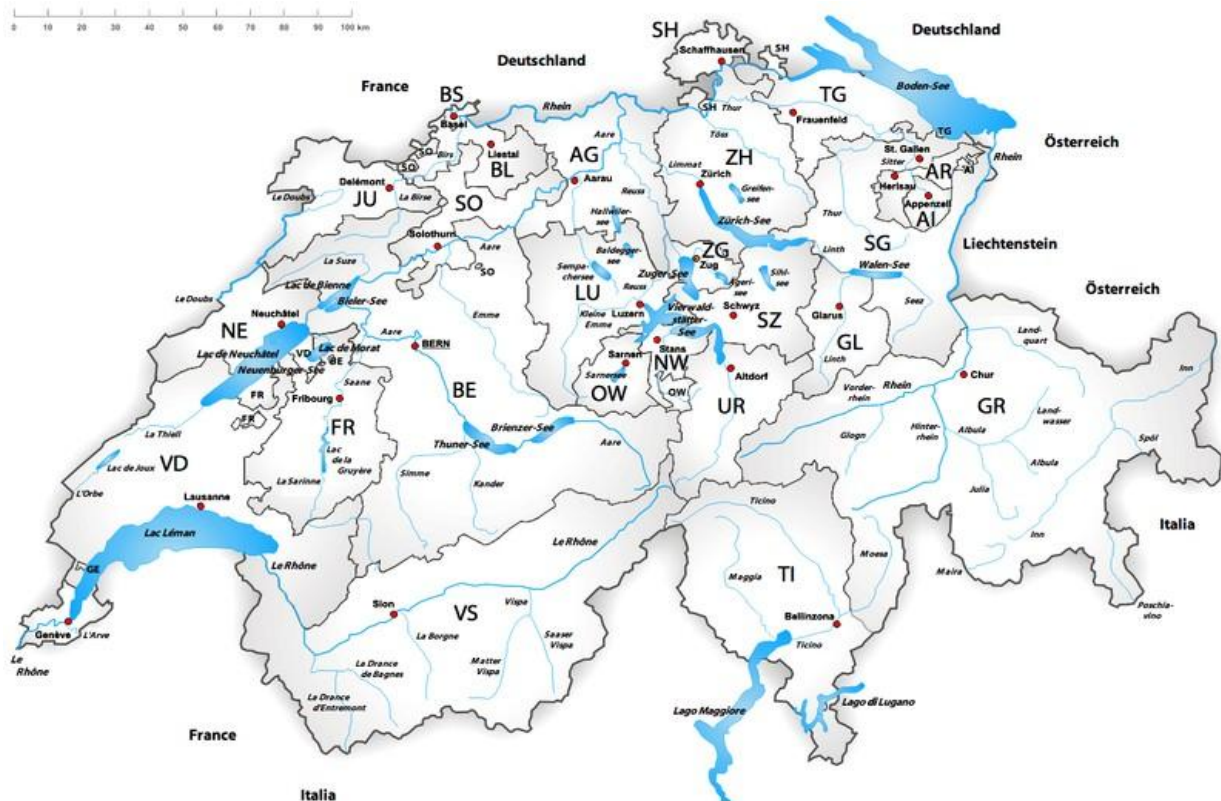 0 10 20 30 40 50 60 70 80 90 100 km
SH
Deutschland
Schaffhausen
SH
Deutschland
France
BS
Rhein
SH
Thur
TG
Boden-See
Basel
Frauenfeld
Österreich
Aare
Töss
TG
SO
Birs
Liestal
AG
ZH
St. Gallen
Rhein
SO
BL
Limmat
Sitter
AR
AI
Delémont
Aarau
Zürich
Herisau
JU
La Birse
SO
Reuss
Greifen-
see
Appenzell
Le Doubs
AI
Hallwiler-
see
Zürich-See
Thur
Solothurn
Aare
Baldegger-
see
ZG
Linth
SG
Liechtenstein
La Suze
SO
Sempa-
chersee
Zug
Walen-See
Lac de Bienne
Zuger-See
Ägeri-
see
Sihl-
see
Österreich
Le Doubs
Bieler-See
LU
Reuss
Seez
Emme
Kleine
Emme
Luzern
Vierwald-
stätter-
See
Schwyz
SZ
Glarus
Neuchâtel
NE
Aare
BERN
Stans
GL
Land-
quart
Lac de Neuchâtel
VD
Lac de Morat
BE
Sarnen
NW
Linth
Neuenburger-See
Saane
Sarnersee
Altdorf
Rhein
Chur
Inn
FR
Fribourg
BE
OW
OW
UR
Vorder-
rhein
GR
FR
FR
Brienzer-See
Land-
wasser
La Thiell
Thuner-See
Aare
Glogn
Hinter-
rhein
Albula
Spöl
Lac de Joux
VD
Lac
de la
Gruyère
Simme
Kander
Albula
L'Orbe
La Sarinne
Julia
Lausanne
Ticino
Italia
Lac Léman
Le Rhône
Inn
Le Rhône
Moesa
GE
Maggia
TI
Maira
Sion
VS
Vispa
Poschia-
vino
Genève
L'Arve
La Borgne
Saaser
Vispa
Bellinzona
Ticino
Le
Rhône
La Drance
de Bagnes
Matter
Vispa
La Drance
d'Entremont
Lago Maggiore
Lago di Lugano
France
Italia